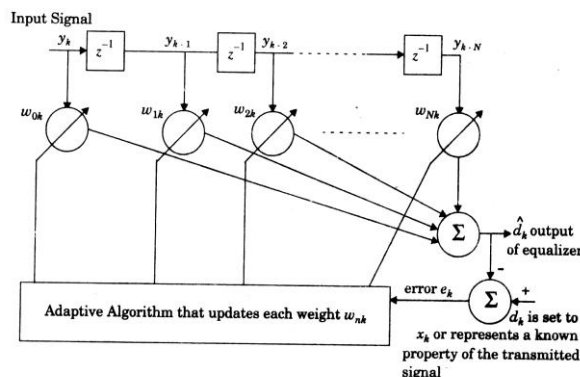 Input Signal
y_k
z^-1
y_k-1
z^-1
y_k-2
z^-1
y_k-N
w_0k
w_1k
w_2k
w_Nk
Σ
d̂_k output
of equalizer
-
+
Σ
error e_k
d_k is set to
x_k or represents a known
property of the transmitted
signal
Adaptive Algorithm that updates each weight w_nk